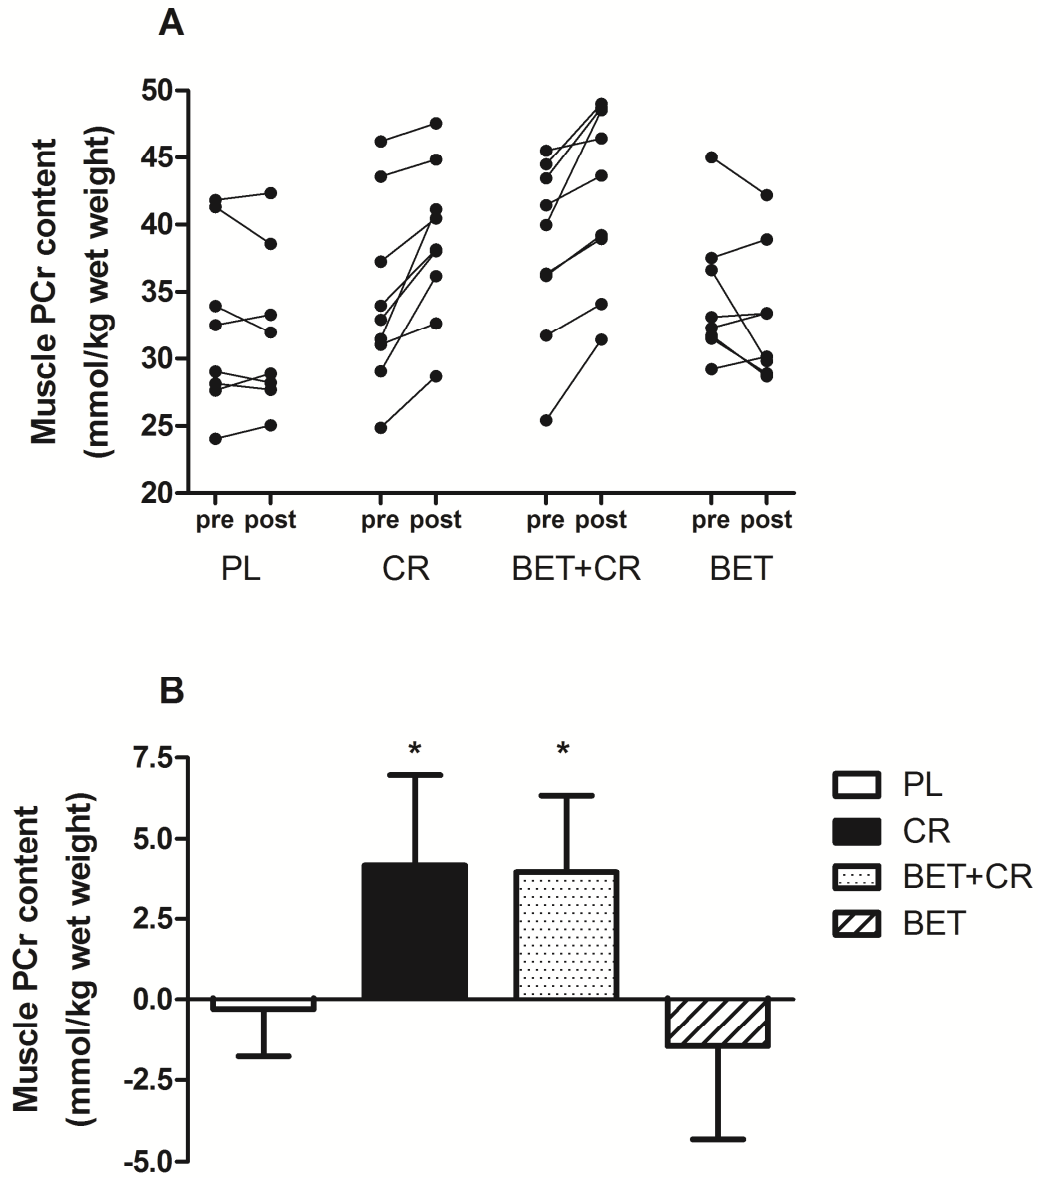 A
Muscle PCr content
(mmol/kg wet weight)
50
45
40
35
30
25
20
pre post pre post pre post pre post
PL CR BET+CR BET
B
Muscle PCr content
(mmol/kg wet weight)
7.5
5.0
2.5
0.0
-2.5
-5.0
* *
PL
CR
BET+CR
BET